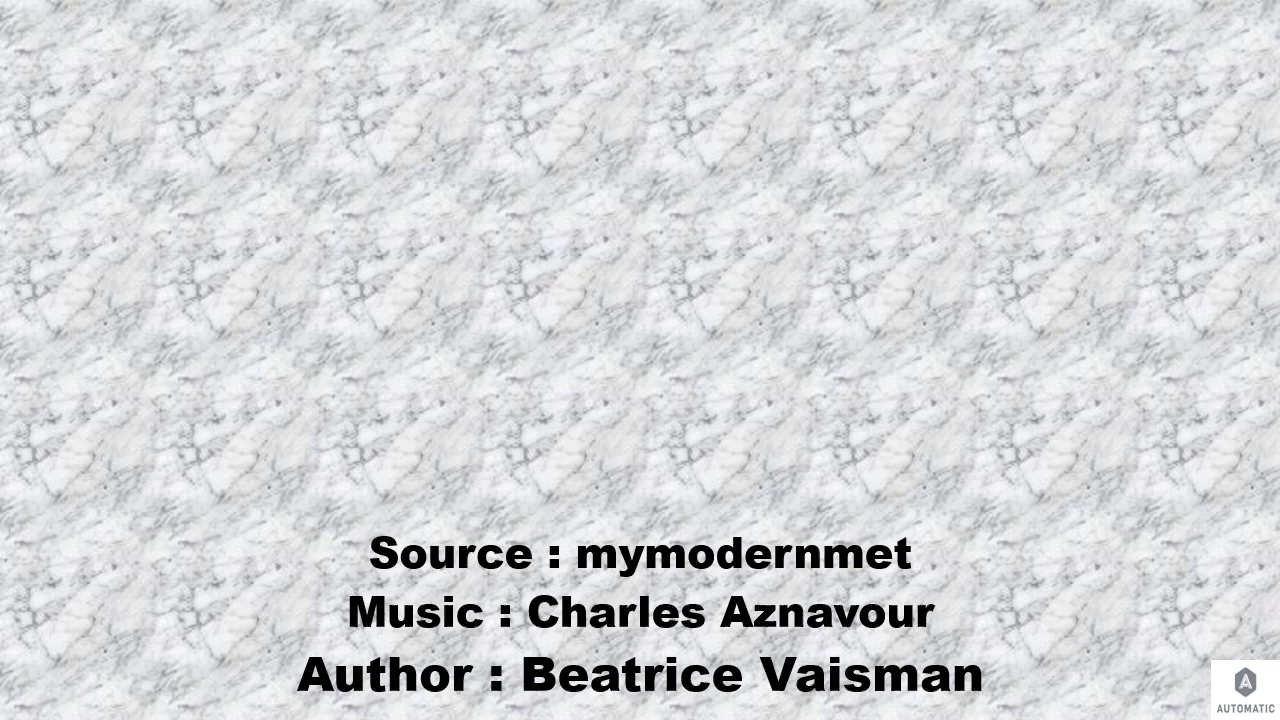 Source : mymodernmet
Music : Charles Aznavour
Author : Beatrice Vaisman
A
AUTOMATIC